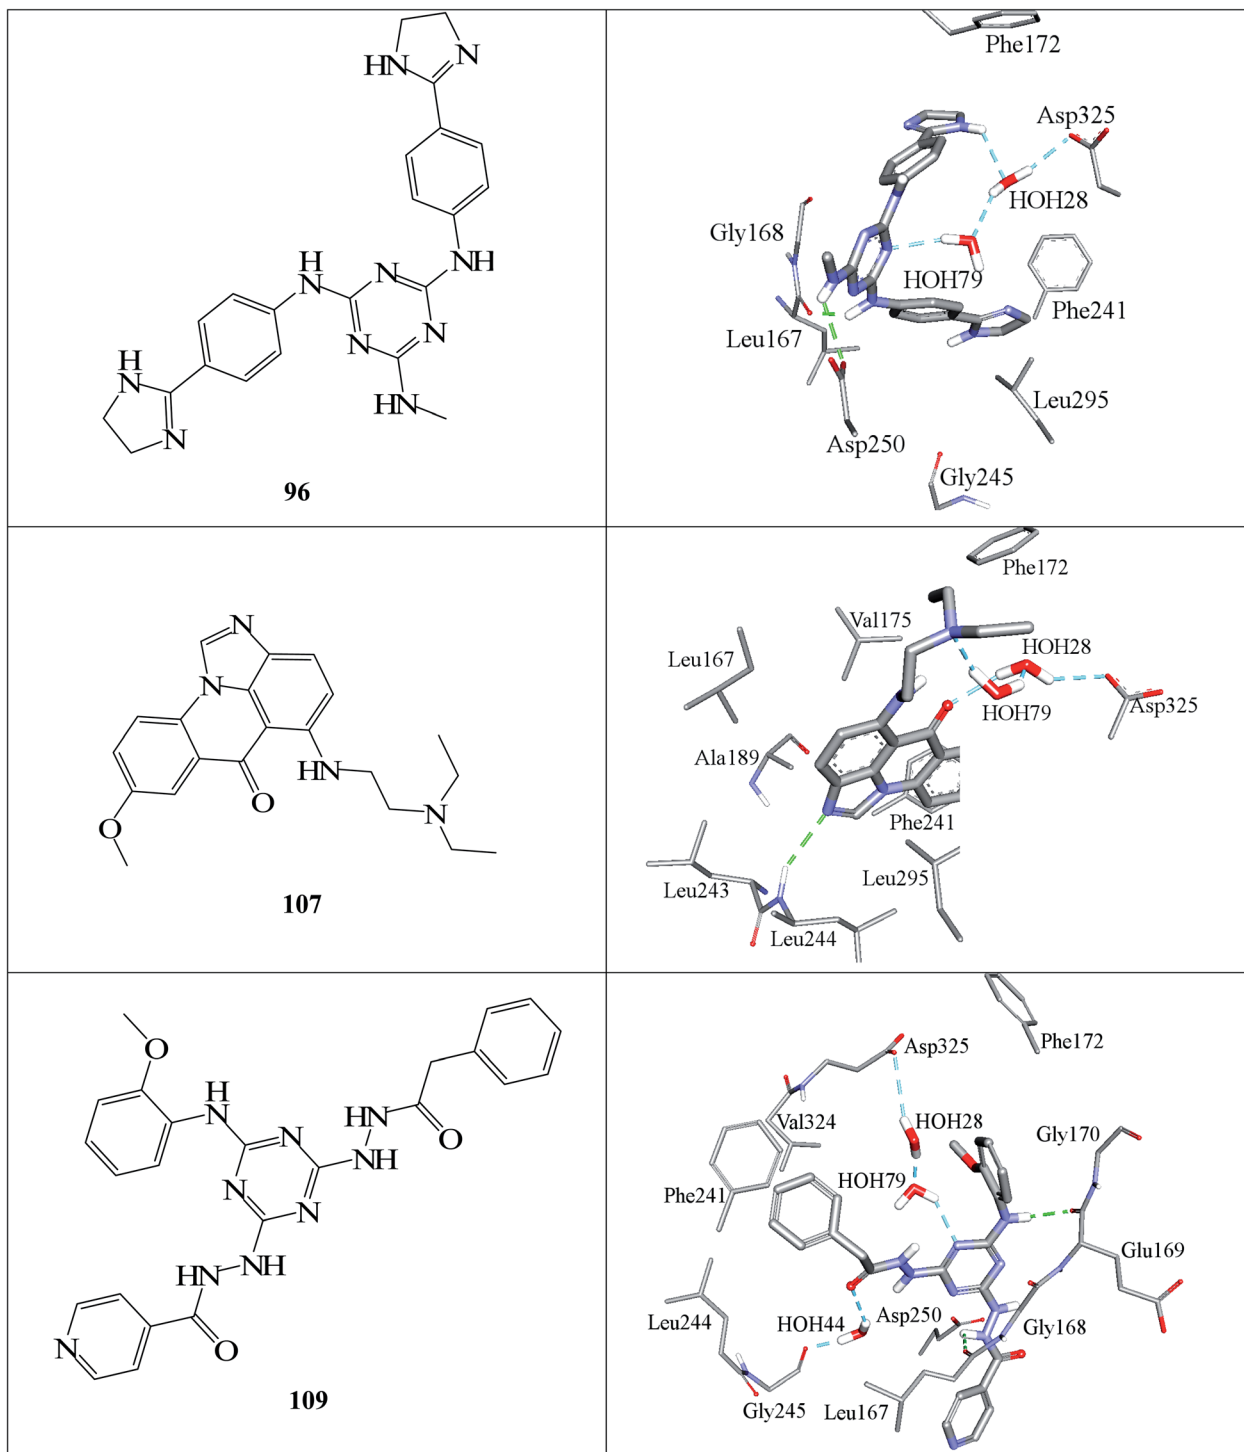 HN
N
H
N
N
N
NH
N
H
N
N
HN
96
Phe172
Asp325
HOH28
Gly168
HOH79
Phe241
Leu167
Leu295
Asp250
Gly245
N
N
HN
O
N
O
107
Phe172
Val175
HOH28
Leu167
HOH79
Asp325
Ala189
Phe241
Leu243
Leu295
Leu244
O
H
N
N
NH
O
NH
N
N
NH
HN
N
O
109
Phe172
Asp325
HOH28
Val324
Gly170
HOH79
Phe241
Glu169
Leu244
HOH44
Asp250
Gly168
Gly245
Leu167